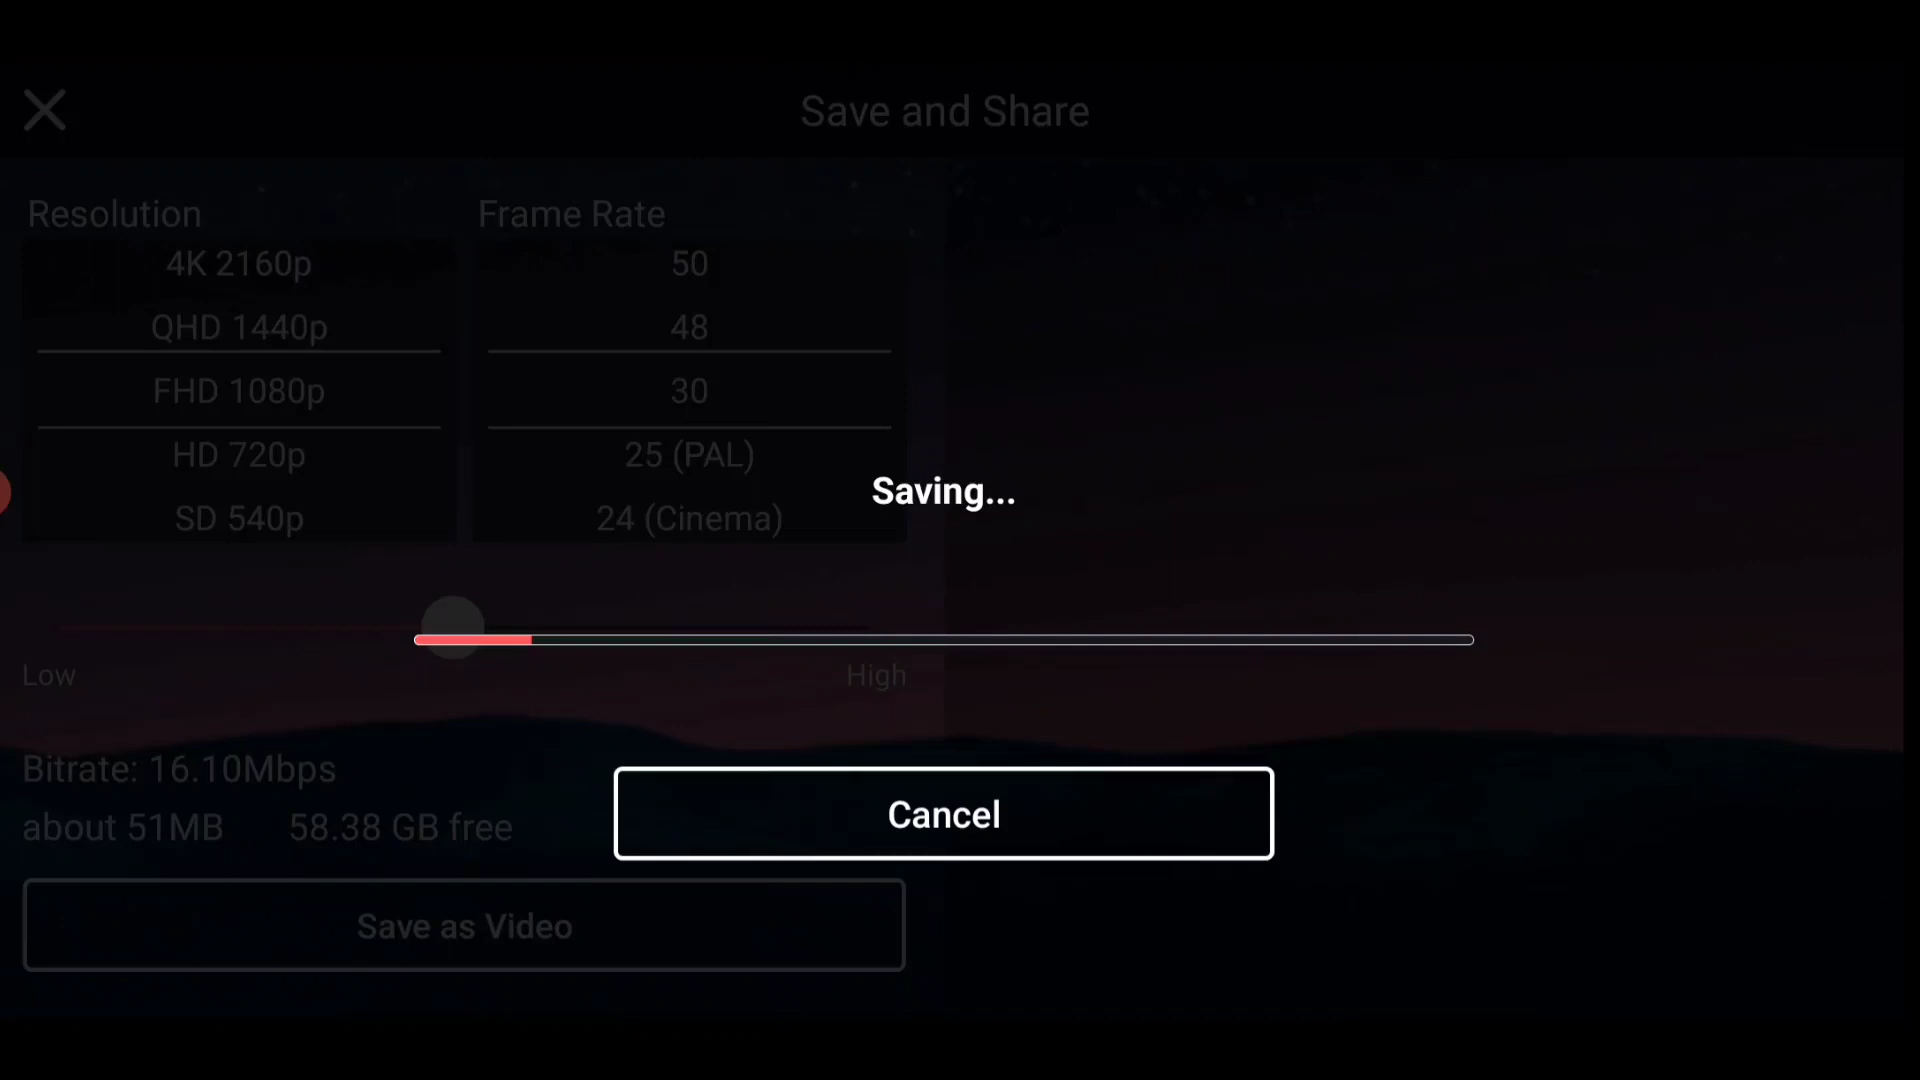 Save and Share
Resolution
Frame Rate
4K 2160p
50
QHD 1440p
48
FHD 1080p
30
HD 720p
25 (PAL)
SD 540p
24 (Cinema)
Saving...
Low
High
Bitrate: 16.10Mbps
about 51MB
58.38 GB free
Cancel
Save as Video